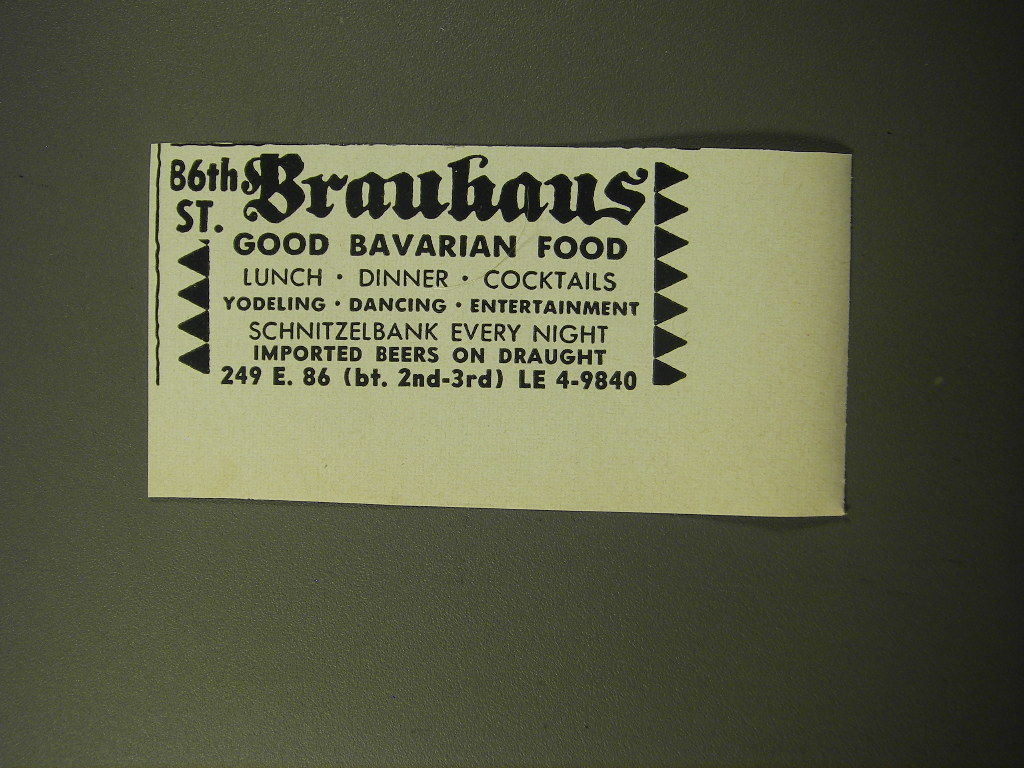 86th ST. Brauhaus
GOOD BAVARIAN FOOD
LUNCH · DINNER · COCKTAILS
YODELING · DANCING · ENTERTAINMENT
SCHNITZELBANK EVERY NIGHT
IMPORTED BEERS ON DRAUGHT
249 E. 86 (bt. 2nd-3rd) LE 4-9840